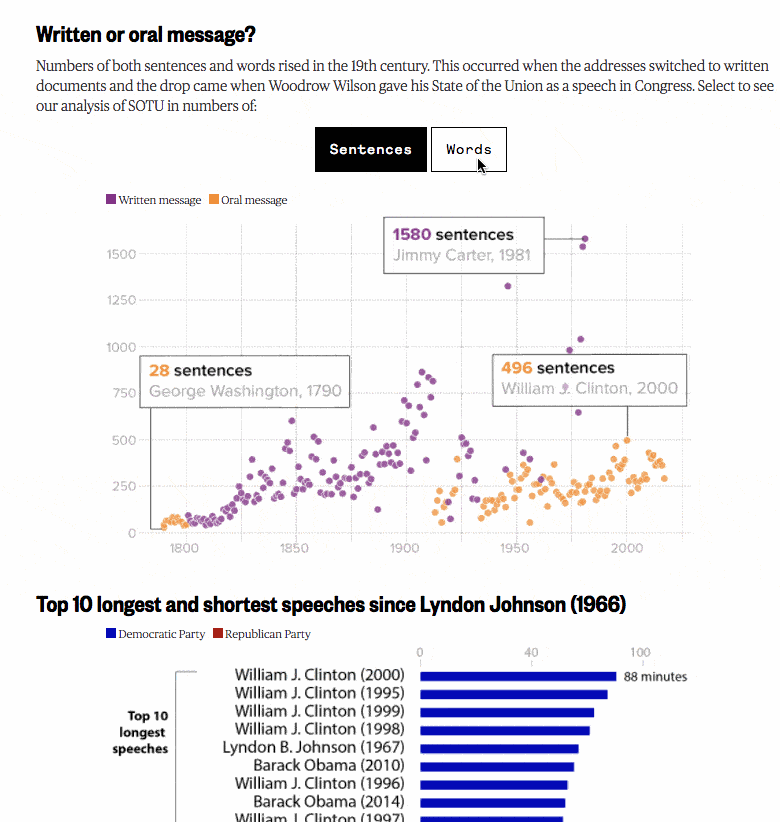 Written or oral message?
Numbers of both sentences and words rised in the 19th century. This occurred when the addresses switched to written
documents and the drop came when Woodrow Wilson gave his State of the Union as a speech in Congress. Select to see
our analysis of SOTU in numbers of:
Sentences Words
Written message Oral message
1580 sentences
Jimmy Carter, 1981
1500
1250
1000
28 sentences
George Washington, 1790
496 sentences
William J. Clinton, 2000
750
500
250
0
1800 1850 1900 1950 2000
Top 10 longest and shortest speeches since Lyndon Johnson (1966)
Democratic Party Republican Party
0 40 100
William J. Clinton (2000) 88 minutes
William J. Clinton (1995)
William J. Clinton (1999)
William J. Clinton (1998)
Lyndon B. Johnson (1967)
Barack Obama (2010)
William J. Clinton (1996)
Barack Obama (2014)
William J. Clinton (1997)
Top 10
longest
speeches